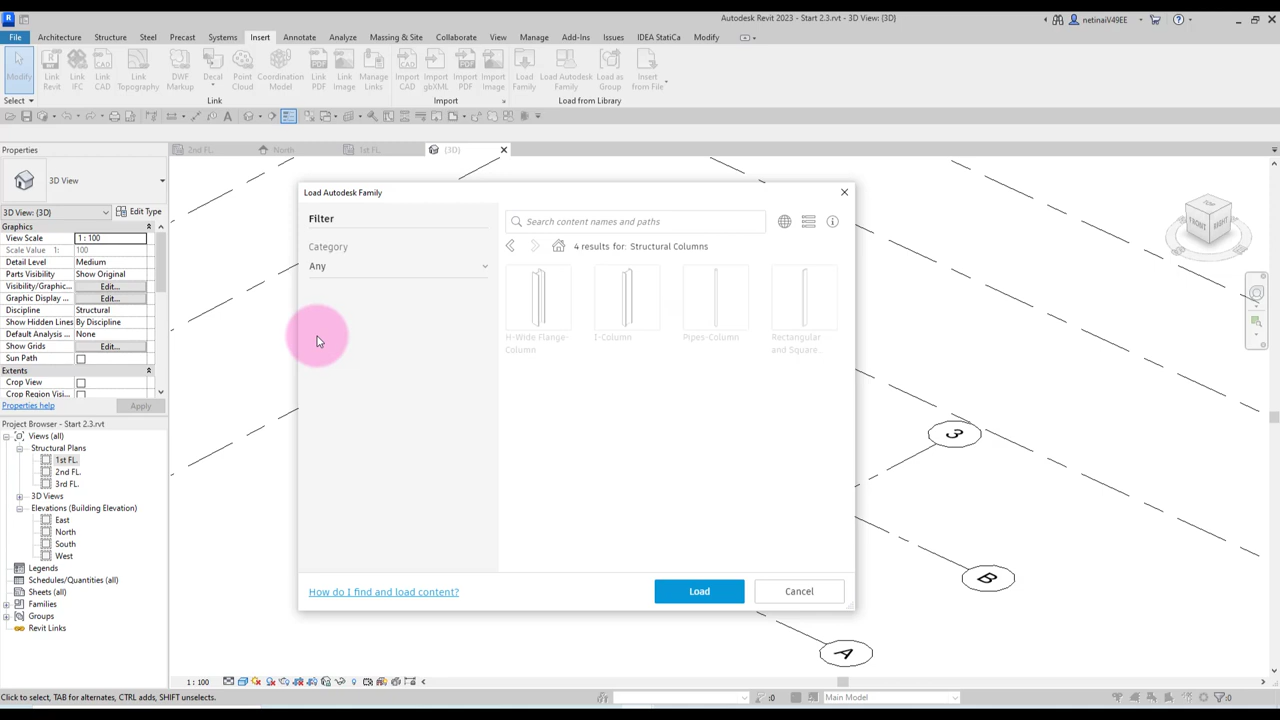 Autodesk Revit 2023 - Start 2.3.rvt - 3D View: {3D}
netinaiV49EE
File Architecture Structure Steel Precast Systems Insert Annotate Analyze Massing & Site Collaborate View Manage Add-Ins Issues IDEA StatiCa Modify
Modify
Link Revit
Link IFC
Link CAD
Link Topography
DWF Markup
Decal
Point Cloud
Coordination Model
Link PDF
Link Image
Manage Links
Import CAD
Import gbXML
Import PDF
Import Image
Load Family
Load Autodesk Family
Load as Group
Insert from File
Select
Link
Import
Load from Library
Properties
2nd FL.
North
1st FL.
{3D}
3D View
3D View: {3D}
Edit Type
Graphics
View Scale 1 : 100
Scale Value 1: 100
Detail Level Medium
Parts Visibility Show Original
Visibility/Graphic... Edit...
Graphic Display ... Edit...
Discipline Structural
Show Hidden Lines By Discipline
Default Analysis ... None
Show Grids Edit...
Sun Path
Extents
Crop View
Crop Region Visi...
Properties help
Apply
Project Browser - Start 2.3.rvt
Views (all)
Structural Plans
1st FL.
2nd FL.
3rd FL.
3D Views
Elevations (Building Elevation)
East
North
South
West
Legends
Schedules/Quantities (all)
Sheets (all)
Families
Groups
Revit Links
Load Autodesk Family
Filter
Category
Any
Search content names and paths
4 results for: Structural Columns
H-Wide Flange-Column
I-Column
Pipes-Column
Rectangular and Square...
How do I find and load content?
Load
Cancel
TOP
FRONT
RIGHT
3
B
A
1 : 100
Click to select, TAB for alternates, CTRL adds, SHIFT unselects.
:0
Main Model
:0